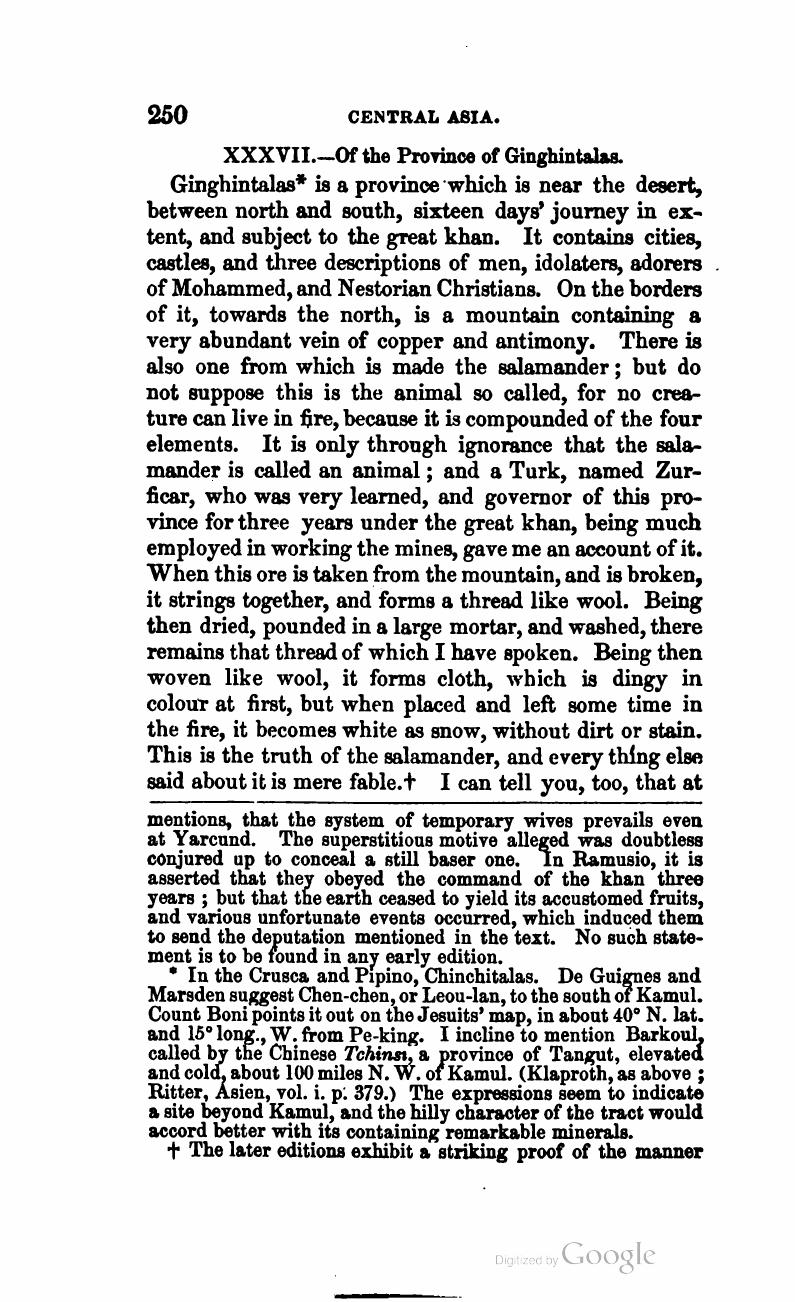 250 CENTRAL ASIA.
XXXVII.—Of the Province of Ginghintalas.
Ginghintalas* is a province which is near the desert,
between north and south, sixteen days' journey in ex-
tent, and subject to the great khan. It contains cities,
castles, and three descriptions of men, idolaters, adorers
of Mohammed, and Nestorian Christians. On the borders
of it, towards the north, is a mountain containing a
very abundant vein of copper and antimony. There is
also one from which is made the salamander; but do
not suppose this is the animal so called, for no crea-
ture can live in fire, because it is compounded of the four
elements. It is only through ignorance that the sala-
mander is called an animal; and a Turk, named Zur-
ficar, who was very learned, and governor of this pro-
vince for three years under the great khan, being much
employed in working the mines, gave me an account of it.
When this ore is taken from the mountain, and is broken,
it strings together, and forms a thread like wool. Being
then dried, pounded in a large mortar, and washed, there
remains that thread of which I have spoken. Being then
woven like wool, it forms cloth, which is dingy in
colour at first, but when placed and left some time in
the fire, it becomes white as snow, without dirt or stain.
This is the truth of the salamander, and every thing else
said about it is mere fable.† I can tell you, too, that at
mentions, that the system of temporary wives prevails even
at Yarcund. The superstitious motive alleged was doubtless
conjured up to conceal a still baser one. In Ramusio, it is
asserted that they obeyed the command of the khan three
years; but that the earth ceased to yield its accustomed fruits,
and various unfortunate events occurred, which induced them
to send the deputation mentioned in the text. No such state-
ment is to be found in any early edition.
* In the Crusca and Pipino, Chinchitalas. De Guignes and
Marsden suggest Chen-chen, or Leou-lan, to the south of Kamul.
Count Boni points it out on the Jesuits' map, in about 40° N. lat.
and 15° long., W. from Pe-king. I incline to mention Barkoul,
called by the Chinese Tchinsi, a province of Tangut, elevated
and cold, about 100 miles N. W. of Kamul. (Klaproth, as above;
Ritter, Asien, vol. i. p. 379.) The expressions seem to indicate
a site beyond Kamul, and the hilly character of the tract would
accord better with its containing remarkable minerals.
† The later editions exhibit a striking proof of the manner
Digitized by Google